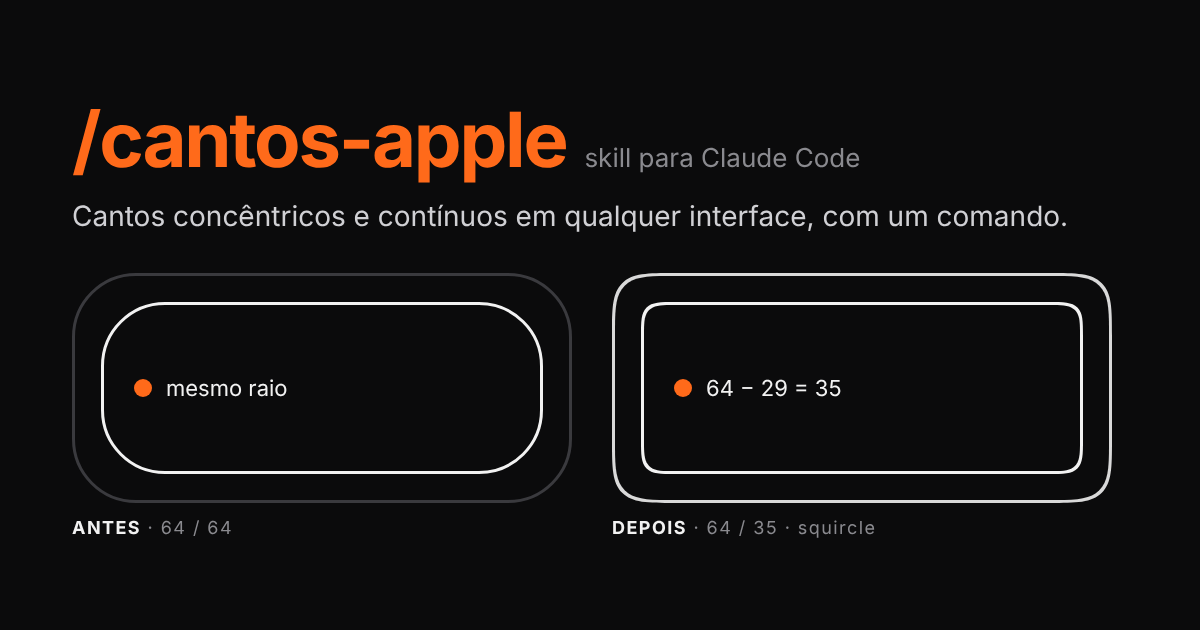 /cantos-apple skill para Claude Code
Cantos concêntricos e contínuos em qualquer interface, com um comando.
mesmo raio
64 − 29 = 35
ANTES · 64 / 64
DEPOIS · 64 / 35 · squircle